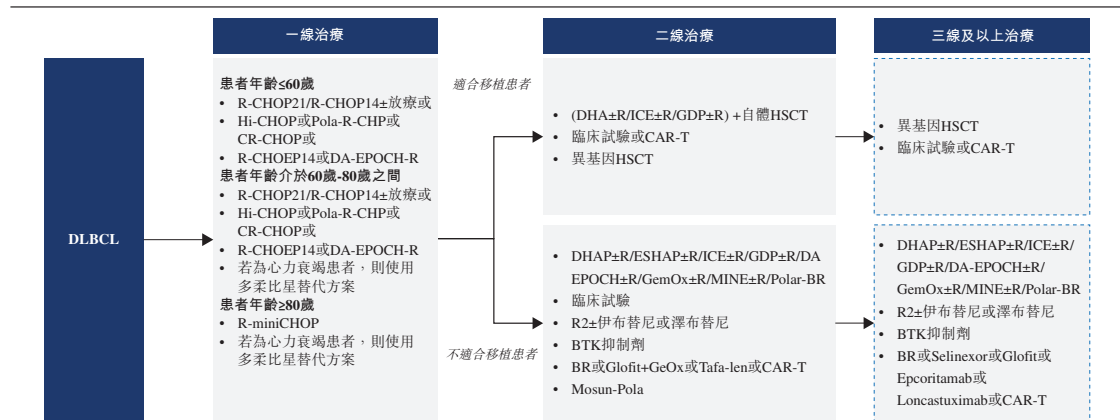 一線治療
二線治療
三線及以上治療
DLBCL
患者年齡≤60歲
• R-CHOP21/R-CHOP14±放療或
• Hi-CHOP或Pola-R-CHP或
CR-CHOP或
• R-CHOEP14或DA-EPOCH-R
患者年齡介於60歲-80歲之間
• R-CHOP21/R-CHOP14±放療或
• Hi-CHOP或Pola-R-CHP或
CR-CHOP或
• R-CHOEP14或DA-EPOCH-R
• 若為心力衰竭患者，則使用
多柔比星替代方案
患者年齡≥80歲
• R-miniCHOP
• 若為心力衰竭患者，則使用
多柔比星替代方案
適合移植患者
• (DHA±R/ICE±R/GDP±R) +自體HSCT
• 臨床試驗或CAR-T
• 異基因HSCT
• 異基因HSCT
• 臨床試驗或CAR-T
不適合移植患者
• DHAP±R/ESHAP±R/ICE±R/GDP±R/DA
EPOCH±R/GemOx±R/MINE±R/Polar-BR
• 臨床試驗
• R2±伊布替尼或澤布替尼
• BTK抑制劑
• BR或Glofit+GeOx或Tafa-len或CAR-T
• Mosun-Pola
• DHAP±R/ESHAP±R/ICE±R/
GDP±R/DA-EPOCH±R/
GemOx±R/MINE±R/Polar-BR
• R2±伊布替尼或澤布替尼
• BTK抑制劑
• BR或Selinexor或Glofit或
Epcoritamab或
Loncastuximab或CAR-T